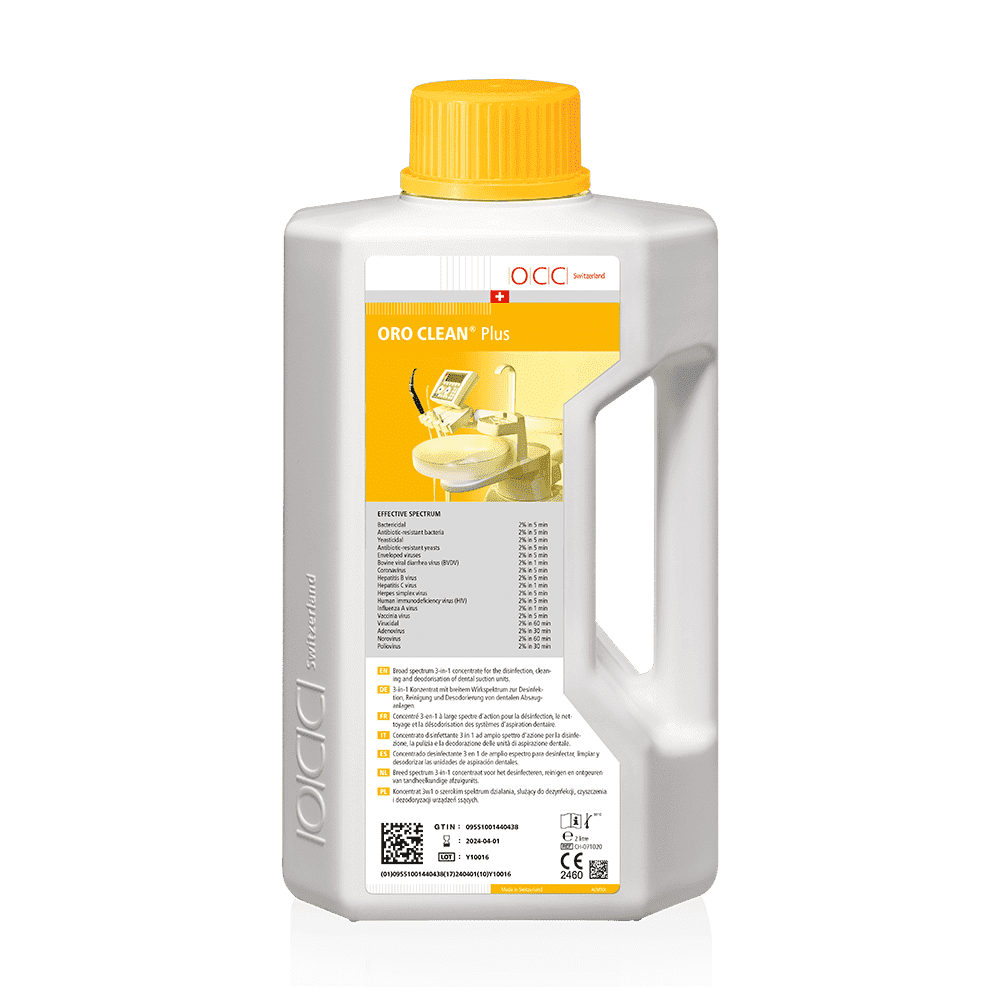 |O|C|C| Switzerland
ORO CLEAN® Plus
EFFECTIVE SPECTRUM
Bactericidal 2% in 5 min
Antibiotic-resistant bacteria 2% in 5 min
Yeasticidal 2% in 5 min
Antibiotic-resistant yeasts 2% in 5 min
Enveloped viruses 2% in 5 min
Bovine viral diarrhea virus (BVDV) 2% in 1 min
Coronavirus 2% in 5 min
Hepatitis B virus 2% in 5 min
Hepatitis C virus 2% in 1 min
Herpes simplex virus 2% in 5 min
Human immunodeficiency virus (HIV) 2% in 5 min
Influenza A virus 2% in 1 min
Vaccinia virus 2% in 5 min
Virucidal 2% in 60 min
Adenovirus 2% in 30 min
Norovirus 2% in 60 min
Poliovirus 2% in 30 min
EN Broad spectrum 3-in-1 concentrate for the disinfection, clean-
ing and deodorisation of dental suction units.
DE 3-in-1 Konzentrat mit breitem Wirkspektrum zur Desinfek-
tion, Reinigung und Desodorierung von dentalen Absaug-
anlagen.
FR Concentré 3-en-1 à large spectre d'action pour la désinfection, le net-
toyage et la désodorisation des systèmes d'aspiration dentaire.
IT Concentrato disinfettante 3 in 1 ad ampio spettro d'azione per la disinfe-
zione, la pulizia e la deodorazione delle unità di aspirazione dentale.
ES Concentrado desinfectante 3 en 1 de amplio espectro para desinfectar, limpiar y
desodorizar las unidades de aspiración dentales.
NL Breed spectrum 3-in-1 concentraat voor het desinfecteren, reinigen en ontgeuren
van tandheelkundige afzuigunits.
PL Koncentrat 3w1 o szerokim spektrum działania, służący do dezynfekcji, czyszczenia
i dezodoryzacji urządzeń ssących.
GTIN : 09551001440438
: 2024-04-01
LOT : Y10016
(01)09551001440438(17)240401(10)Y10016
2 litre
REF CH-071020
CE
2460
Made in Switzerland
|O|C|C| Switzerland